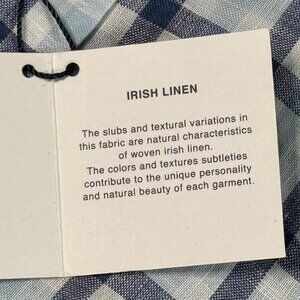 IRISH LINEN
The slubs and textural variations in
this fabric are natural characteristics
of woven irish linen.
The colors and textures subtleties
contribute to the unique personality
and natural beauty of each garment.